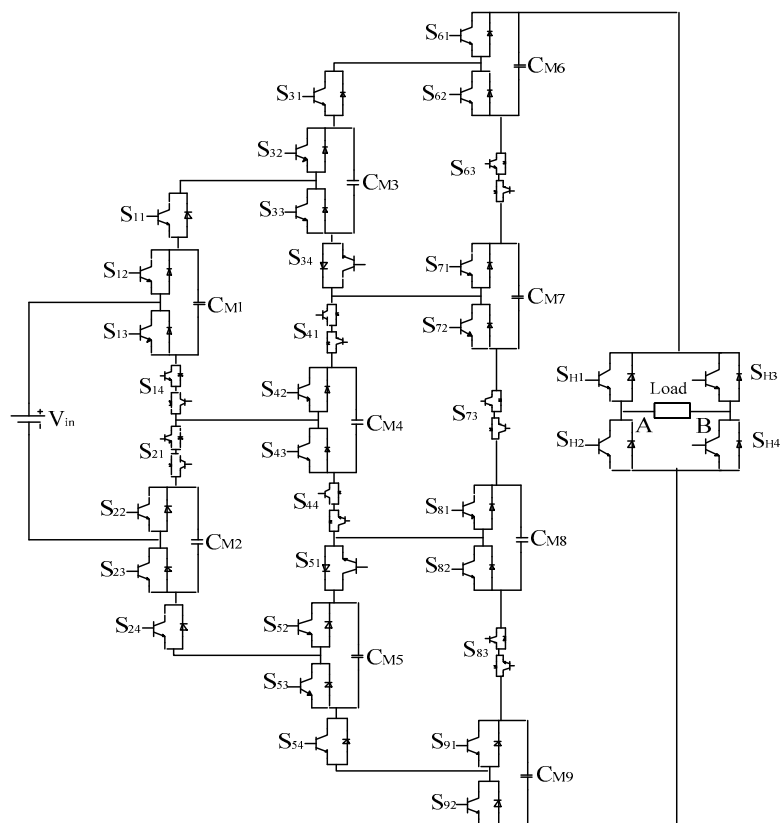 S61
CM6
S62
S31
S32
CM3
S33
S63
S11
S12
CM1
S13
S34
S71
CM7
S72
S41
S14
Vin
S42
CM4
S43
S73
SH1
Load
SH3
A
B
SH2
SH4
S21
S44
S22
CM2
S23
S81
CM8
S82
S51
S24
S52
CM5
S53
S83
S54
S91
CM9
S92